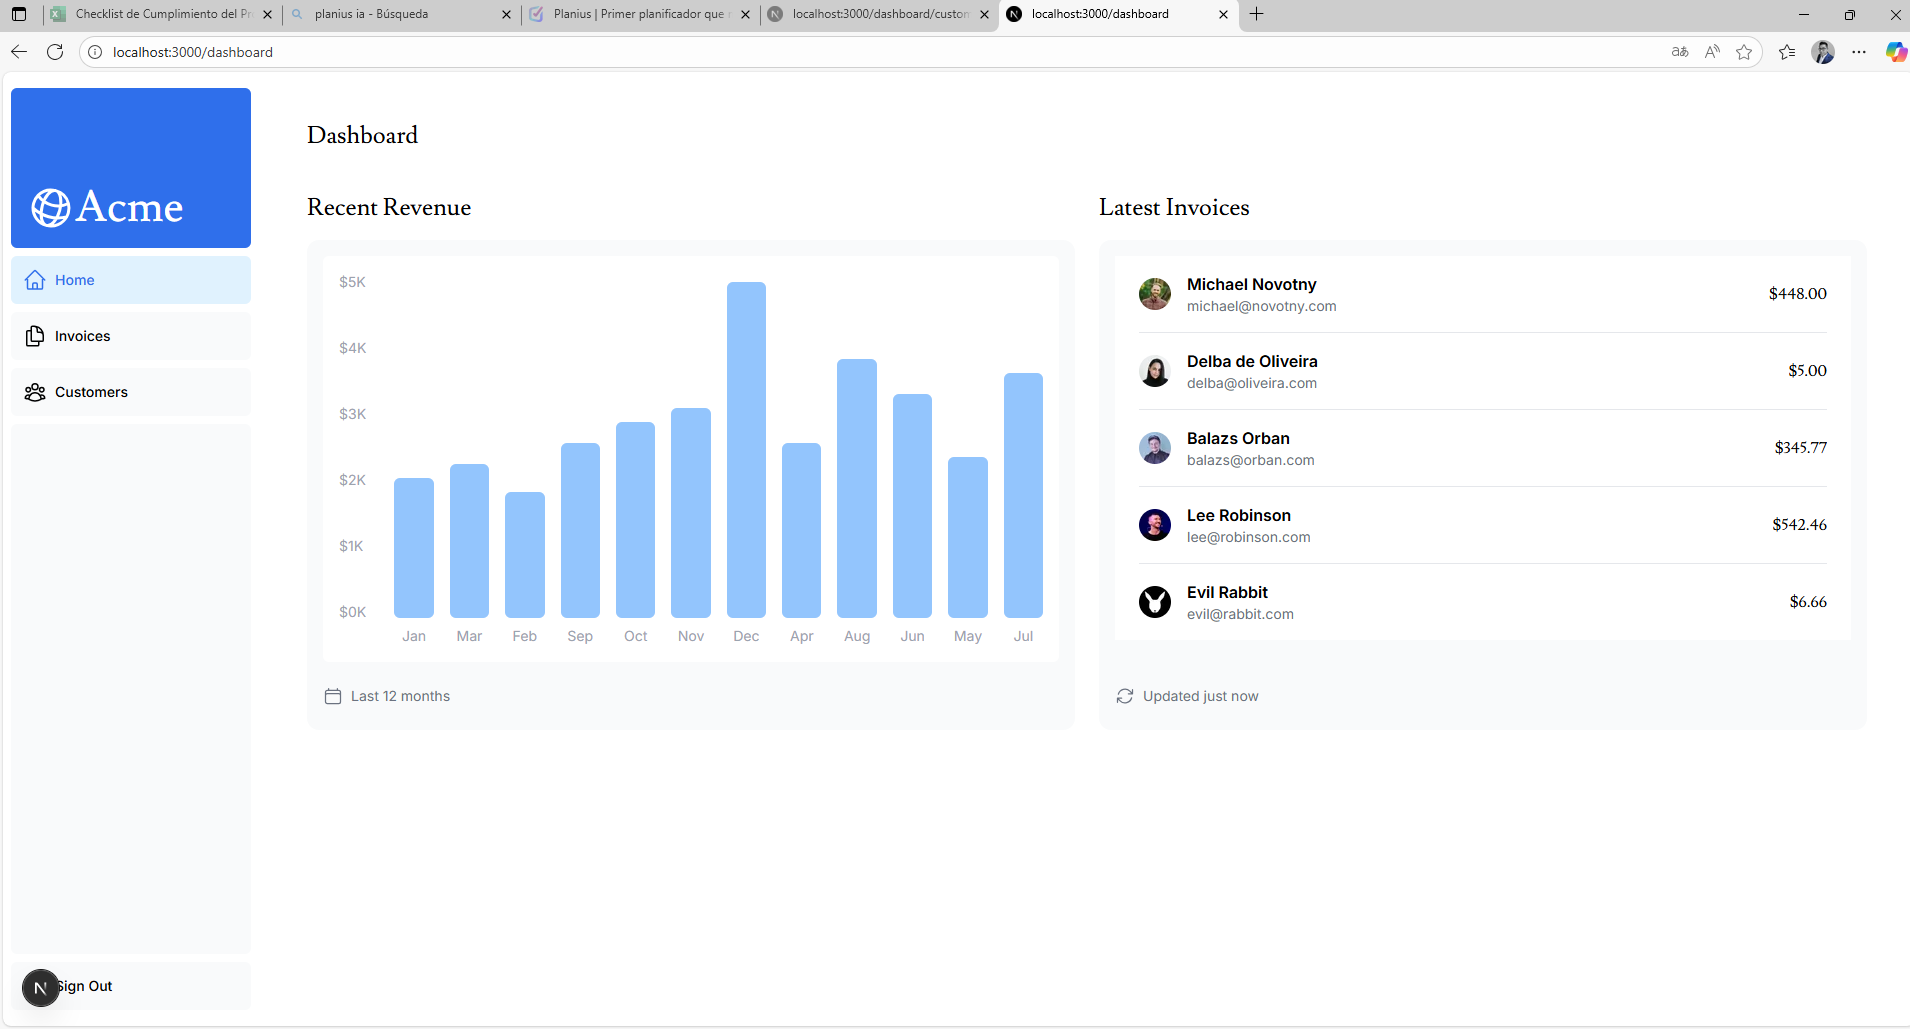 Checklist de Cumplimiento del Pr
planius ia - Búsqueda
Planius | Primer planificador que
localhost:3000/dashboard/custom
localhost:3000/dashboard
localhost:3000/dashboard
Acme
Home
Invoices
Customers
Sign Out
N
Dashboard
Recent Revenue
$5K
$4K
$3K
$2K
$1K
$0K
Jan Mar Feb Sep Oct Nov Dec Apr Aug Jun May Jul
Last 12 months
Latest Invoices
Michael Novotny
michael@novotny.com
$448.00
Delba de Oliveira
delba@oliveira.com
$5.00
Balazs Orban
balazs@orban.com
$345.77
Lee Robinson
lee@robinson.com
$542.46
Evil Rabbit
evil@rabbit.com
$6.66
Updated just now